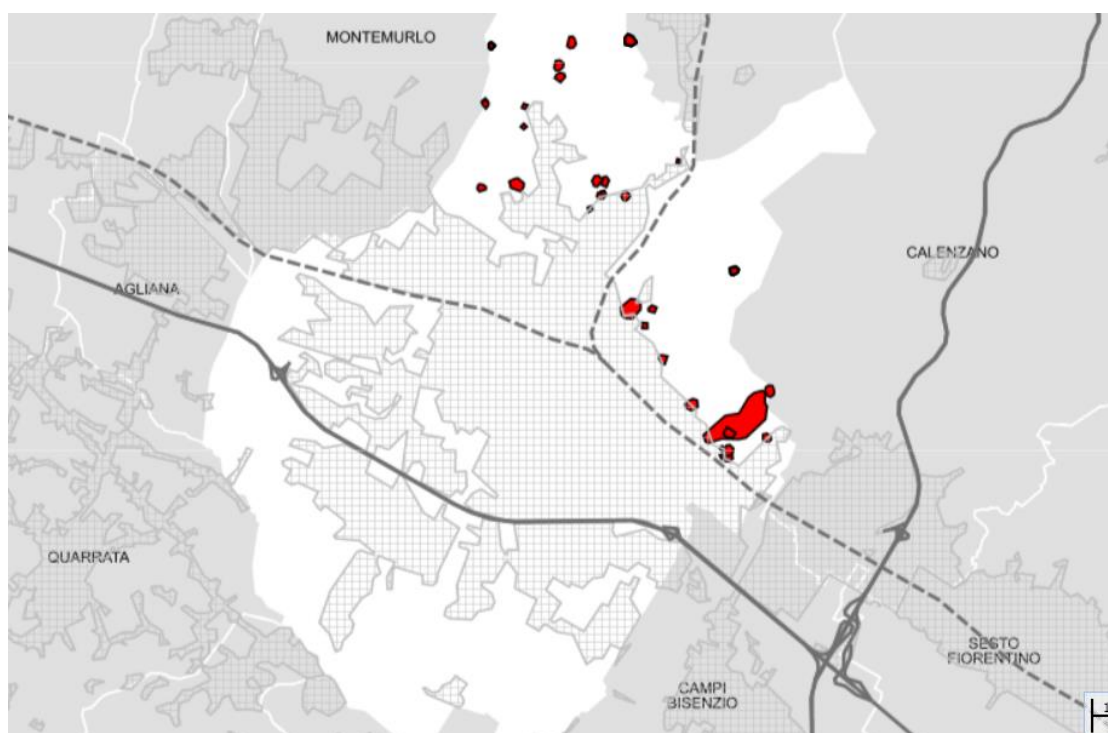 MONTEMURLO
CALENZANO
AGLIANA
QUARRATA
SESTO
FIORENTINO
CAMPI
BISENZIO